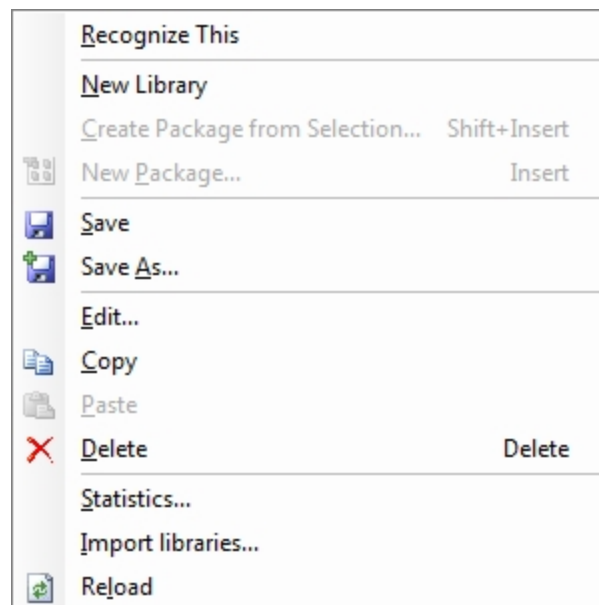 Recognize This
New Library
Create Package from Selection... Shift+Insert
New Package... Insert
Save
Save As...
Edit...
Copy
Paste
Delete Delete
Statistics...
Import libraries...
Reload